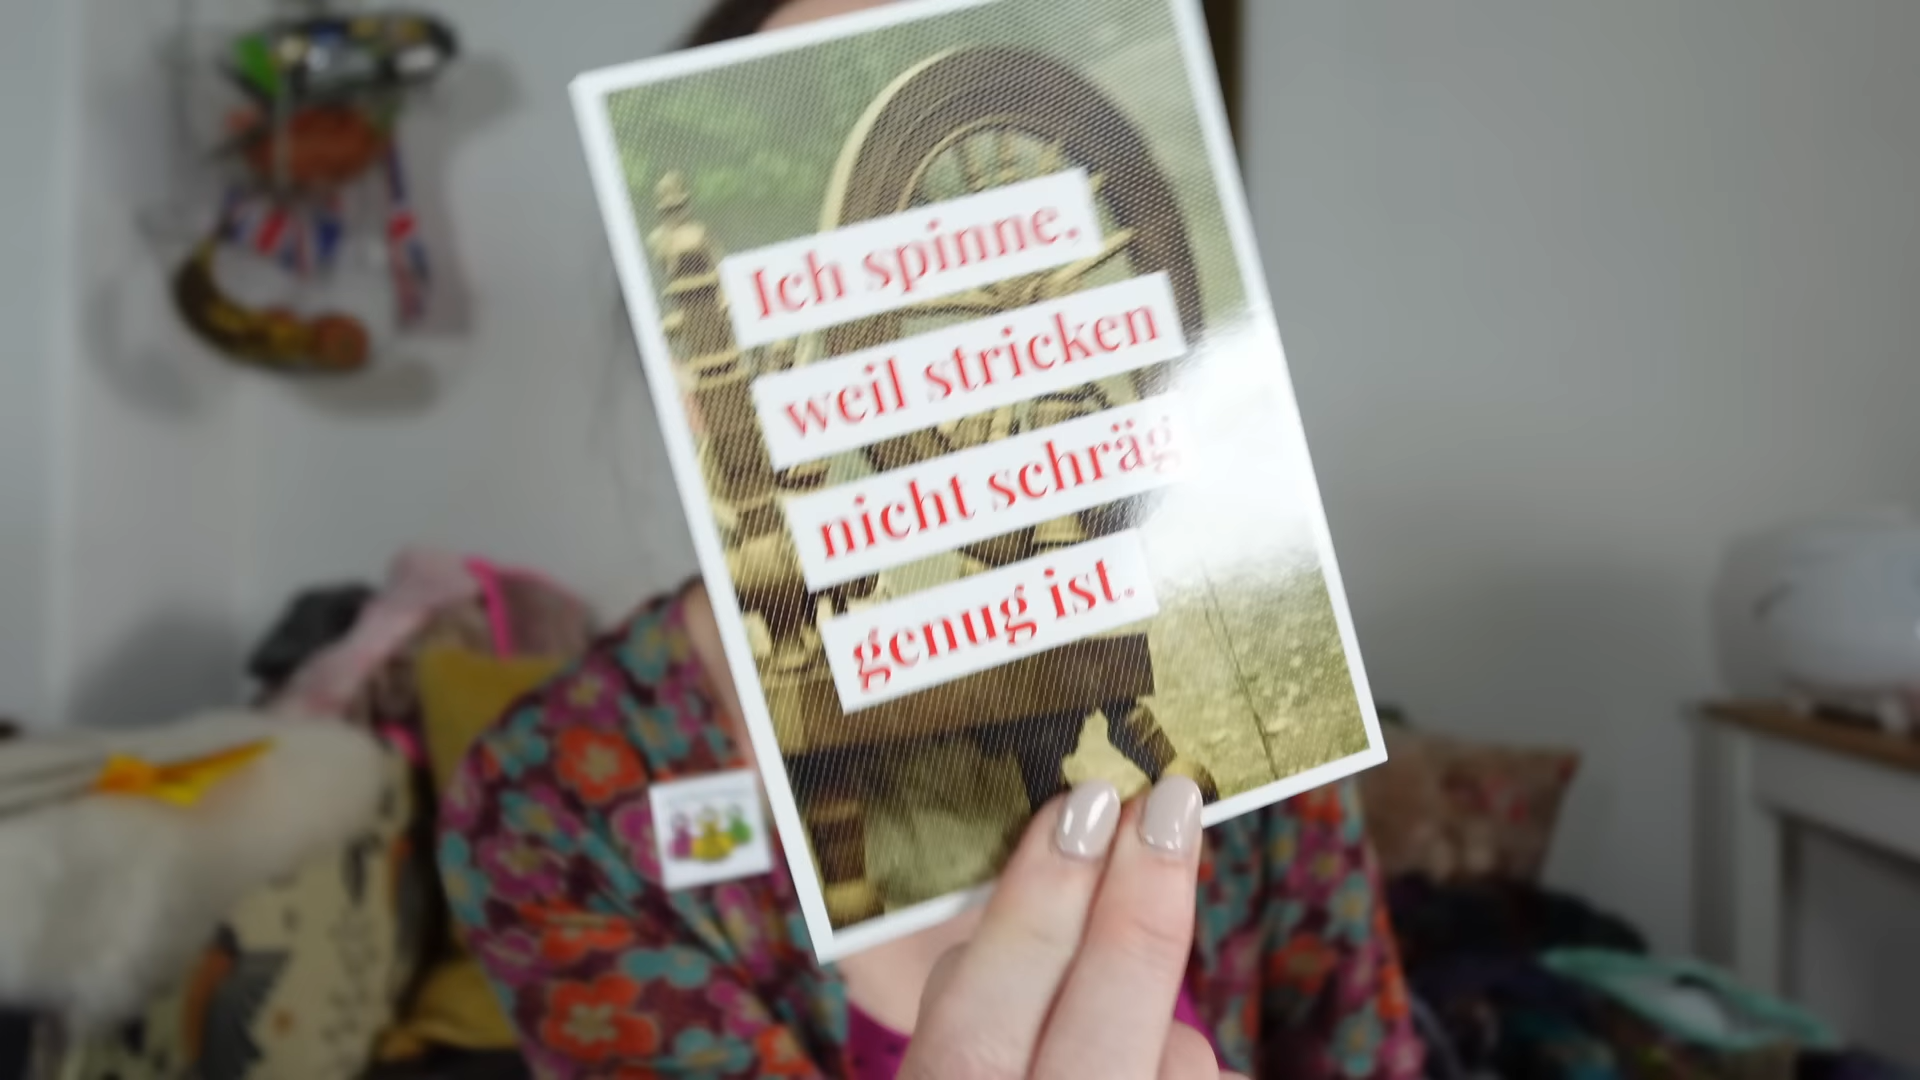 Ich spinne.
weil stricken
nicht schräg
genug ist.